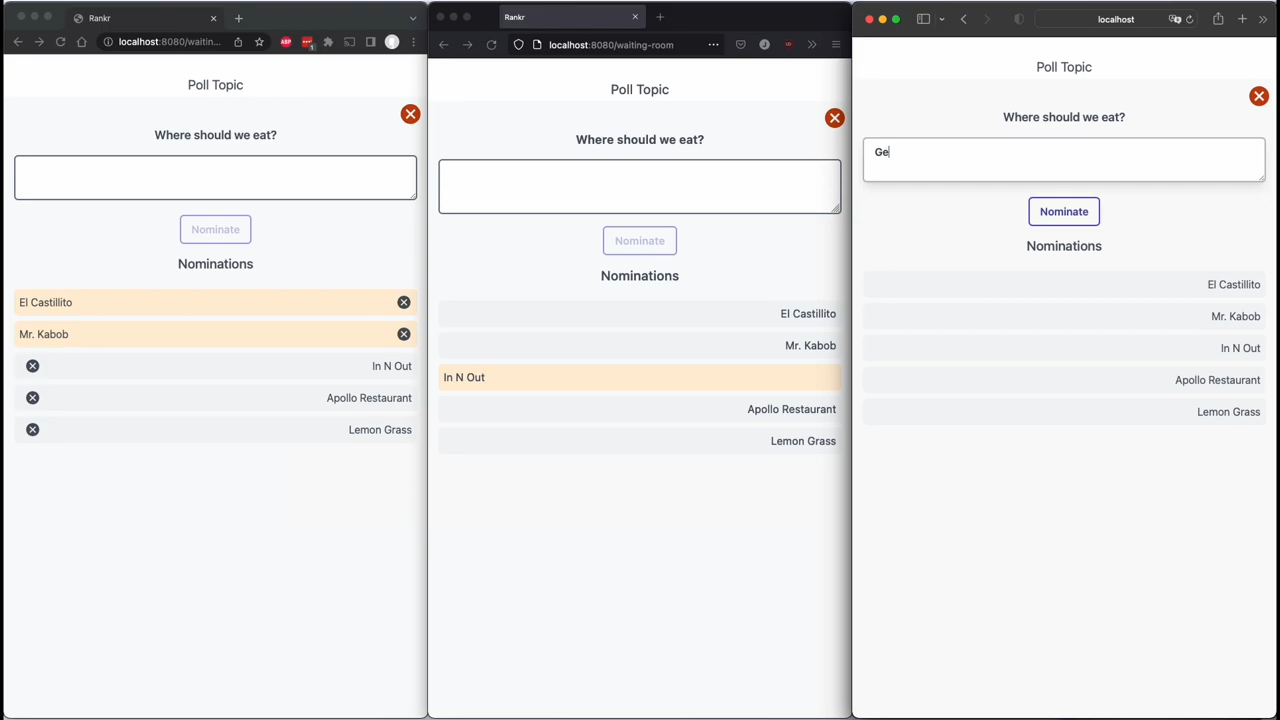 Rankr
localhost:8080/waitin...
ABP
1
Poll Topic
Where should we eat?
Nominate
Nominations
El Castillito
Mr. Kabob
In N Out
Apollo Restaurant
Lemon Grass
Rankr
localhost:8080/waiting-room
J
Poll Topic
Where should we eat?
Nominate
Nominations
El Castillito
Mr. Kabob
In N Out
Apollo Restaurant
Lemon Grass
localhost
Poll Topic
Where should we eat?
Ge
Nominate
Nominations
El Castillito
Mr. Kabob
In N Out
Apollo Restaurant
Lemon Grass